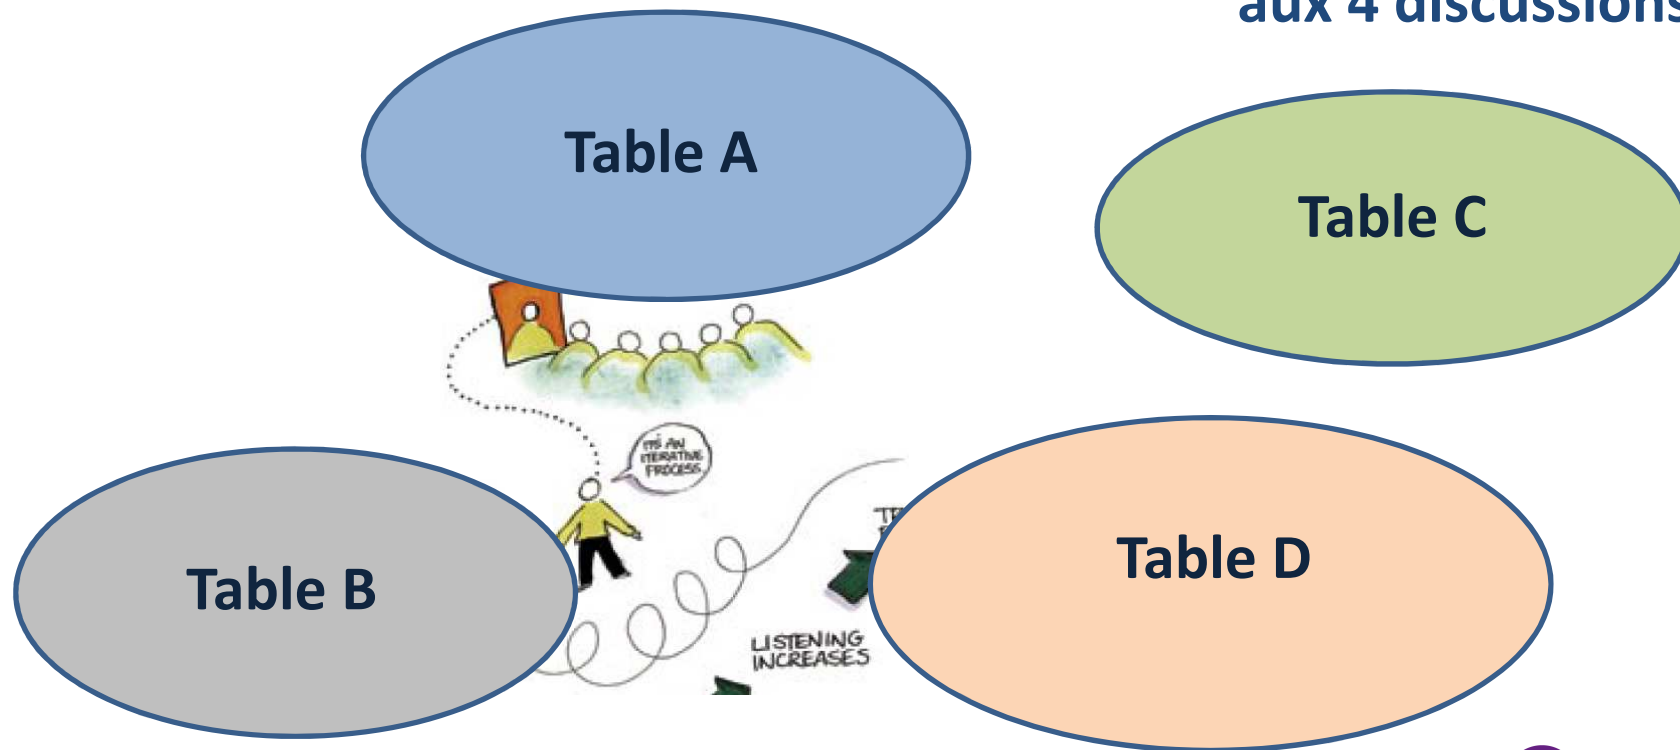 aux 4 discussions
Table A
Table C
IT'S AN
ITERATIVE
PROCESS
Table B
Table D
LISTENING
INCREASES